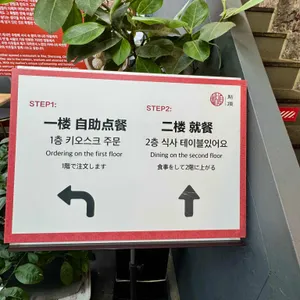 STEP1:
一楼 自助点餐
1층 키오스크 주문
Ordering on the first floor
1階で注文します
STEP2:
二楼 就餐
2층 식사 테이블있어요
Dining on the second floor
食事をして2階に上がる